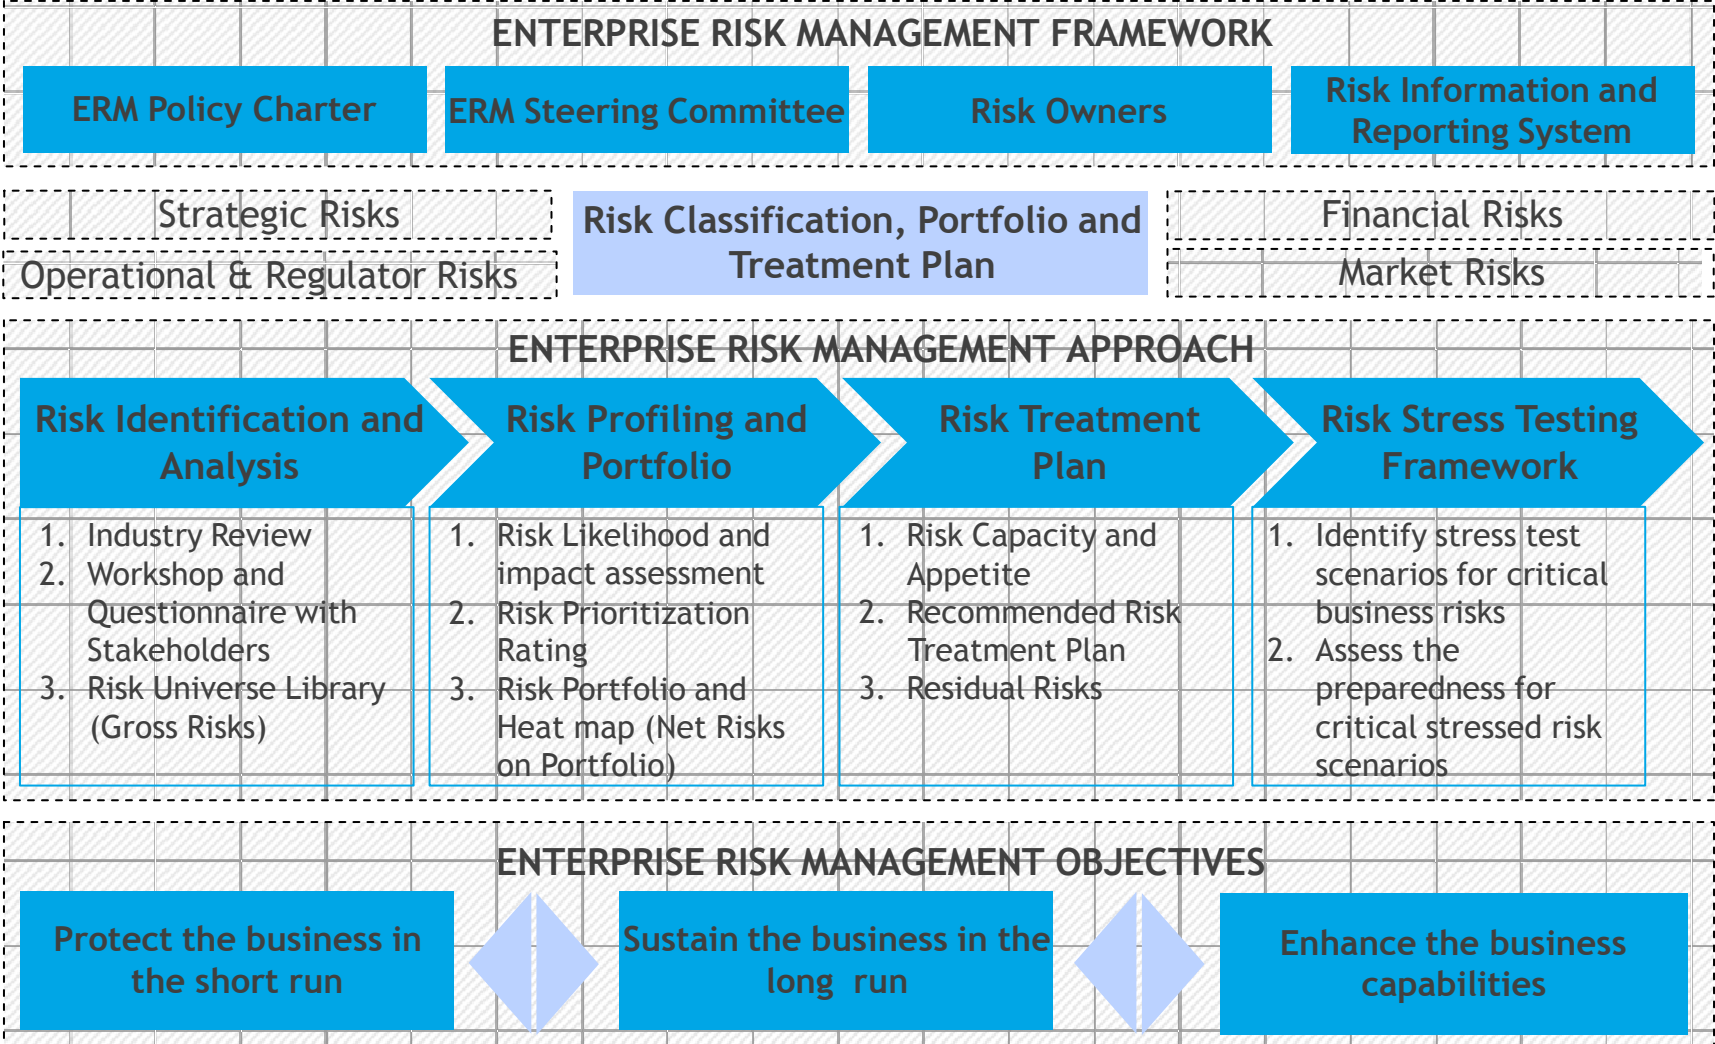 ENTERPRISE RISK MANAGEMENT FRAMEWORK
ERM Policy Charter
ERM Steering Committee
Risk Owners
Risk Information and
Reporting System
Strategic Risks
Operational & Regulator Risks
Risk Classification, Portfolio and
Treatment Plan
Financial Risks
Market Risks
ENTERPRISE RISK MANAGEMENT APPROACH
Risk Identification and
Analysis
1. Industry Review
2. Workshop and
Questionnaire with
Stakeholders
3. Risk Universe Library
(Gross Risks)
Risk Profiling and
Portfolio
1. Risk Likelihood and
impact assessment
2. Risk Prioritization
Rating
3. Risk Portfolio and
Heat map (Net Risks
on Portfolio)
Risk Treatment
Plan
1. Risk Capacity and
Appetite
2. Recommended Risk
Treatment Plan
3. Residual Risks
Risk Stress Testing
Framework
1. Identify stress test
scenarios for critical
business risks
2. Assess the
preparedness for
critical stressed risk
scenarios
ENTERPRISE RISK MANAGEMENT OBJECTIVES
Protect the business in
the short run
Sustain the business in the
long run
Enhance the business
capabilities